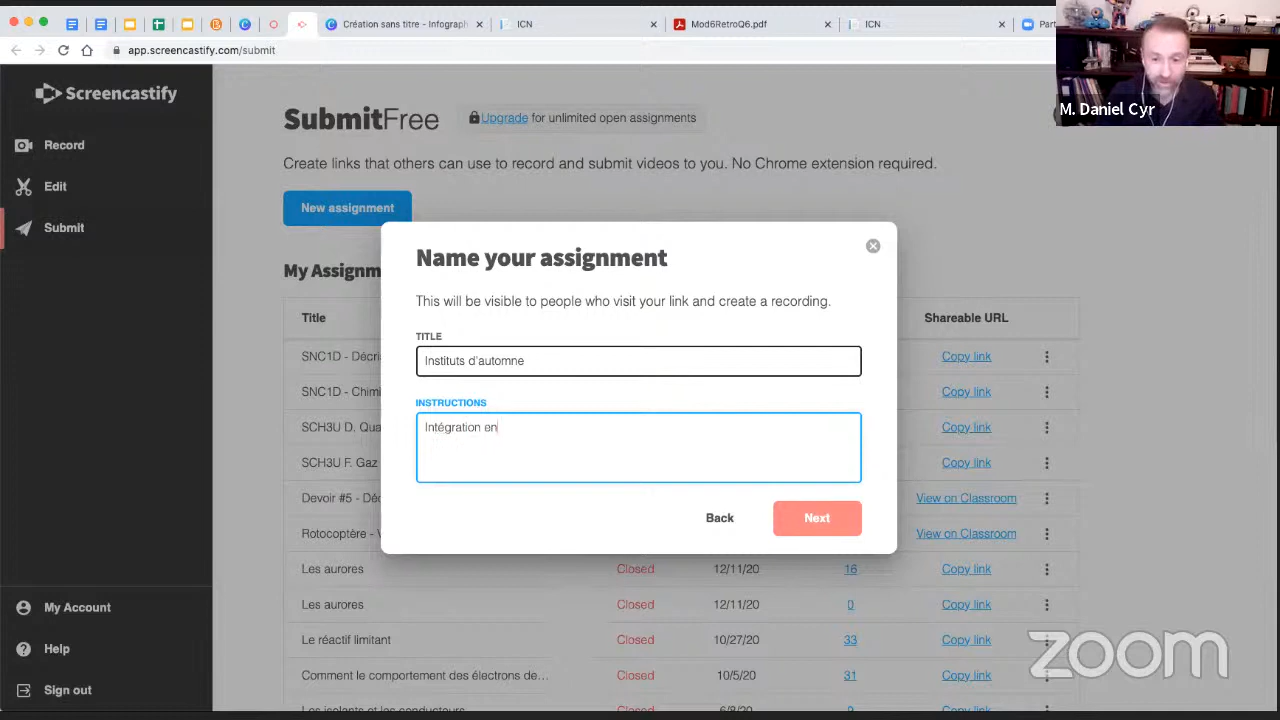 Création sans titre - Infograph
ICN
Mod6RetroQ6.pdf
ICN
Part
app.screencastify.com/submit
M. Daniel Cyr
Screencastify
Record
Edit
Submit
My Account
Help
Sign out
SubmitFree
Upgrade for unlimited open assignments
Create links that others can use to record and submit videos to you. No Chrome extension required.
New assignment
My Assignm
Title
Shareable URL
SNC1D - Décri
Copy link
SNC1D - Chimi
Copy link
SCH3U D. Qua
Copy link
SCH3U F. Gaz
Copy link
Devoir #5 - Déc
View on Classroom
Rotocoptère - V
View on Classroom
Les aurores Closed 12/11/20 16 Copy link
Les aurores Closed 12/11/20 0 Copy link
Le réactif limitant Closed 10/27/20 33 Copy link
Comment le comportement des électrons de... Closed 10/5/20 31 Copy link
Les isolants et les conducteurs Closed 6/8/20 9 Copy link
Name your assignment
This will be visible to people who visit your link and create a recording.
TITLE
Instituts d'automne
INSTRUCTIONS
Intégration en
Back
Next
zoom